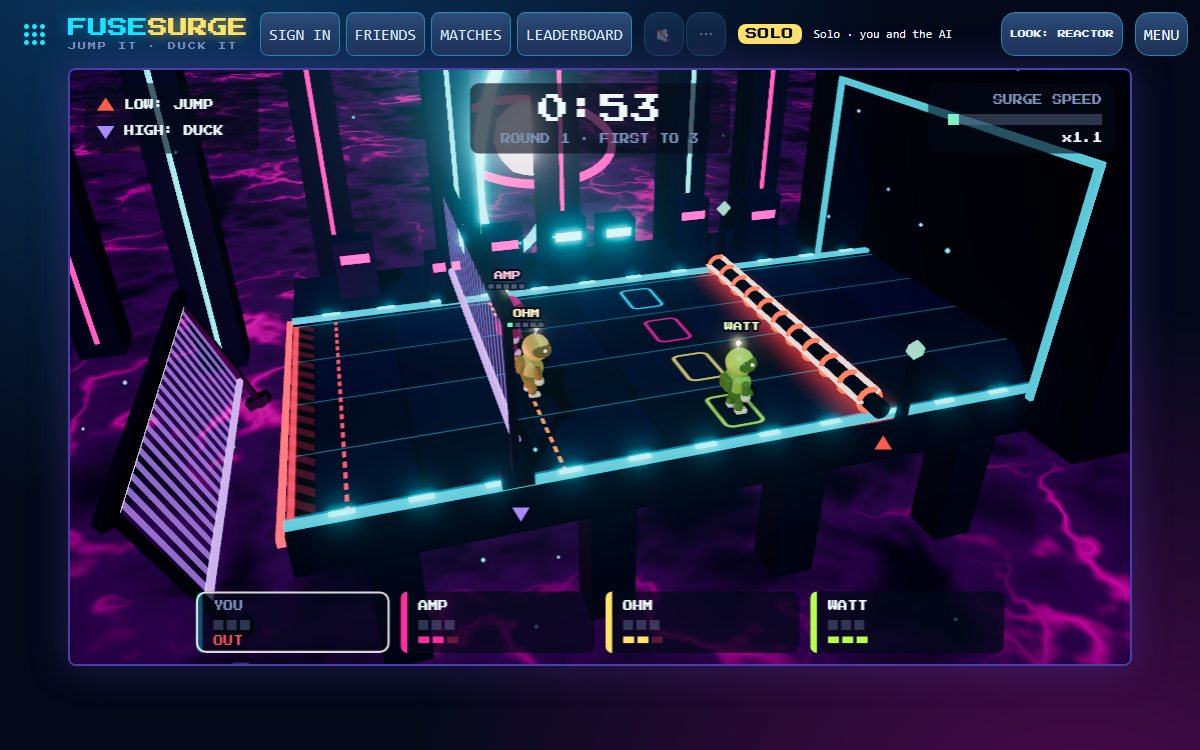 FUSESURGE
JUMP IT · DUCK IT
SIGN IN
FRIENDS
MATCHES
LEADERBOARD
SOLO
Solo · you and the AI
LOOK: REACTOR
MENU
LOW: JUMP
HIGH: DUCK
0:53
ROUND 1 · FIRST TO 3
SURGE SPEED
x1.1
AMP
OHM
WATT
YOU
OUT
AMP
OHM
WATT